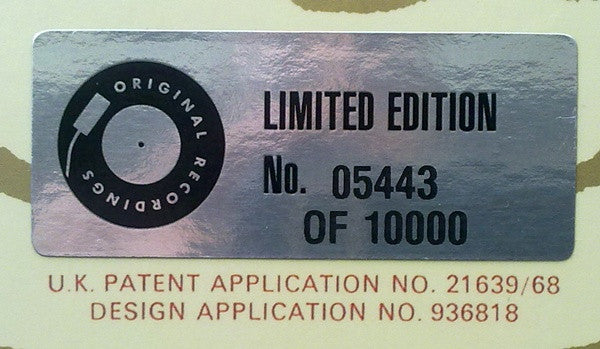 ORIGINAL RECORDINGS
LIMITED EDITION
No. 05443
OF 10000
U.K. PATENT APPLICATION NO. 21639/68
DESIGN APPLICATION NO. 936818